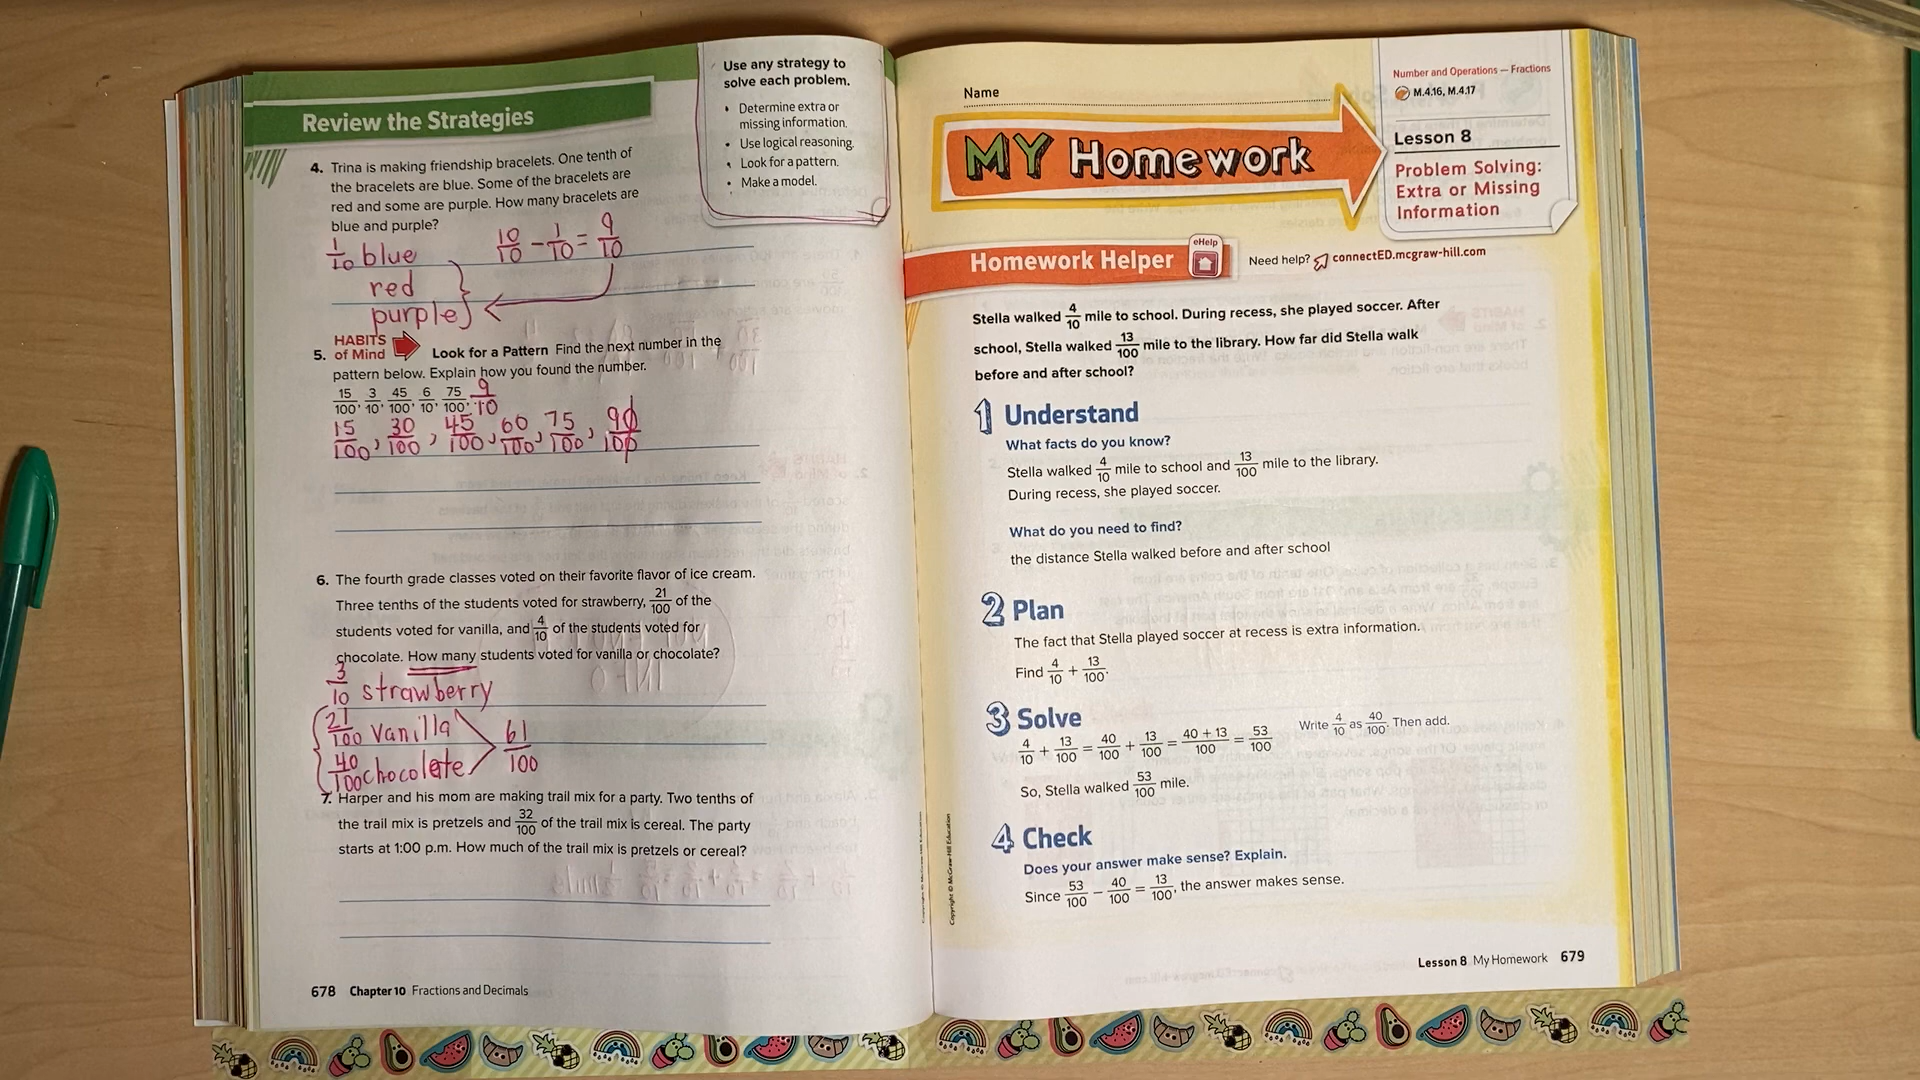 Review the Strategies
Use any strategy to
solve each problem.
• Determine extra or
missing information.
• Use logical reasoning.
• Look for a pattern.
• Make a model.
4. Trina is making friendship bracelets. One tenth of
the bracelets are blue. Some of the bracelets are
red and some are purple. How many bracelets are
blue and purple?
1/10 blue 10/10 - 1/10 = 9/10
red
purple
HABITS
of Mind
5. Look for a Pattern Find the next number in the
pattern below. Explain how you found the number.
15/100, 3/10, 45/100, 6/10, 75/100, 9/10
15/100, 30/100, 45/100, 60/100, 75/100, 90/100
6. The fourth grade classes voted on their favorite flavor of ice cream.
Three tenths of the students voted for strawberry, 21/100 of the
students voted for vanilla, and 4/10 of the students voted for
chocolate. How many students voted for vanilla or chocolate?
3/10 strawberry
21/100 vanilla 61/100
40/100 chocolate
7. Harper and his mom are making trail mix for a party. Two tenths of
the trail mix is pretzels and 32/100 of the trail mix is cereal. The party
starts at 1:00 p.m. How much of the trail mix is pretzels or cereal?
678 Chapter 10 Fractions and Decimals
Copyright © McGraw-Hill Education
Name
MY Homework
Number and Operations — Fractions
M.4.16, M.4.17
Lesson 8
Problem Solving:
Extra or Missing
Information
Homework Helper
eHelp
Need help? connectED.mcgraw-hill.com
Stella walked 4/10 mile to school. During recess, she played soccer. After
school, Stella walked 13/100 mile to the library. How far did Stella walk
before and after school?
1 Understand
What facts do you know?
Stella walked 4/10 mile to school and 13/100 mile to the library.
During recess, she played soccer.
What do you need to find?
the distance Stella walked before and after school
2 Plan
The fact that Stella played soccer at recess is extra information.
Find 4/10 + 13/100.
3 Solve
4/10 + 13/100 = 40/100 + 13/100 = 40 + 13/100 = 53/100 Write 4/10 as 40/100. Then add.
So, Stella walked 53/100 mile.
4 Check
Does your answer make sense? Explain.
Since 53/100 - 40/100 = 13/100, the answer makes sense.
Copyright © McGraw-Hill Education
Lesson 8 My Homework 679